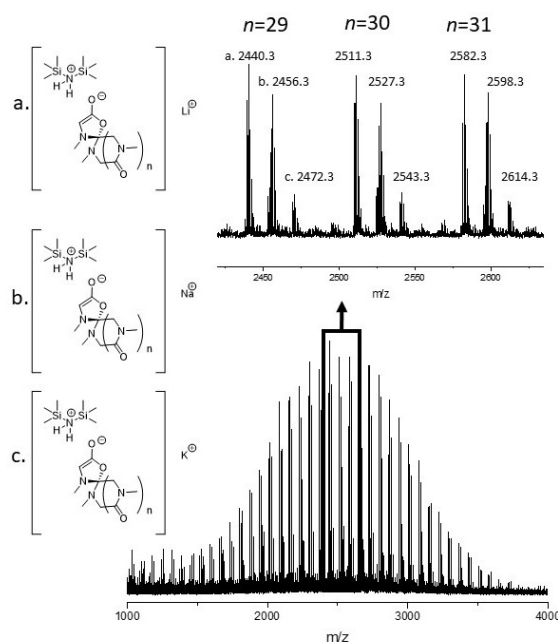 n=29 n=30 n=31
a. 2440.3
b. 2456.3
c. 2472.3
2511.3
2527.3
2543.3
2582.3
2598.3
2614.3
2450 2500 2550 2600
m/z
a.
Si Si
N⊕
H H
O⊖
O
N
N N
O n
Li⊕
b.
Si Si
N⊕
H H
O⊖
O
N
N N
O n
Na⊕
c.
Si Si
N⊕
H H
O⊖
O
N
N N
O n
K⊕
1000 2000 3000 4000
m/z